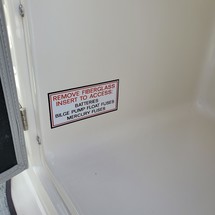 REMOVE FIBERGLASS
INSERT TO ACCESS:
BATTERIES
BILGE PUMP FLOAT FUSES
MERCURY FUSES